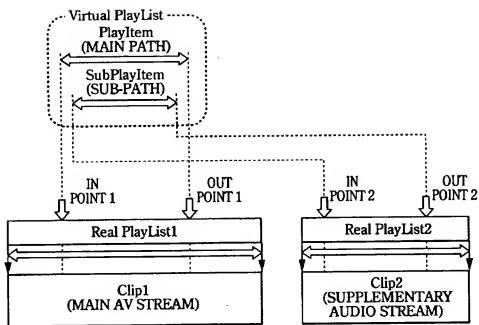 Virtual PlayList
PlayItem
(MAIN PATH)
SubPlayItem
(SUB-PATH)
IN
POINT 1
OUT
POINT 1
IN
POINT 2
OUT
POINT 2
Real PlayList1
Real PlayList2
Clip1
(MAIN AV STREAM)
Clip2
(SUPPLEMENTARY
AUDIO STREAM)